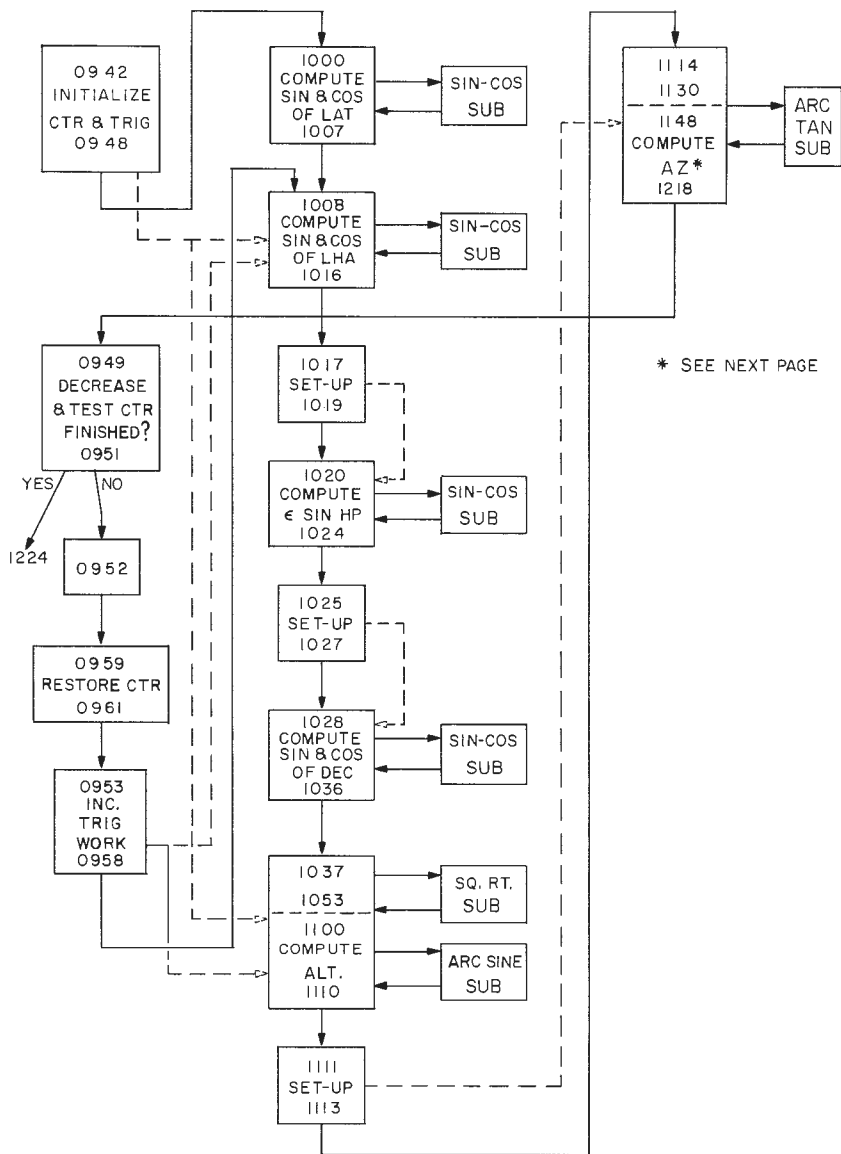 0942
INITIALIZE
CTR & TRIG
0948
1000
COMPUTE
SIN & COS
OF LAT
1007
SIN-COS
SUB
1114
1130
1148
COMPUTE
AZ*
1218
ARC
TAN
SUB
1008
COMPUTE
SIN & COS
OF LHA
1016
SIN-COS
SUB
0949
DECREASE
& TEST CTR
FINISHED?
0951
YES
NO
1224
0952
0959
RESTORE CTR
0961
0953
INC.
TRIG
WORK
0958
1017
SET-UP
1019
* SEE NEXT PAGE
1020
COMPUTE
ϵ SIN HP
1024
SIN-COS
SUB
1025
SET-UP
1027
1028
COMPUTE
SIN & COS
OF DEC
1036
SIN-COS
SUB
1037
1053
1100
COMPUTE
ALT.
1110
SQ. RT.
SUB
ARC SINE
SUB
1111
SET-UP
1113